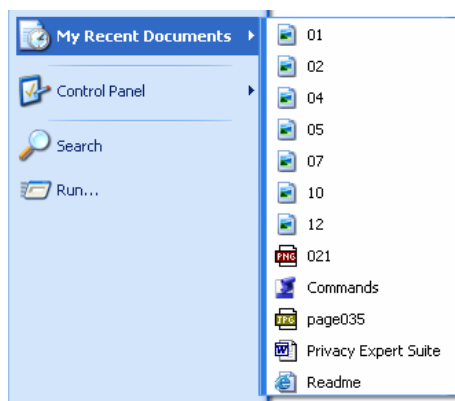 My Recent Documents
Control Panel
Search
Run...
01
02
04
05
07
10
12
PNG 021
Commands
JPG page035
W Privacy Expert Suite
Readme